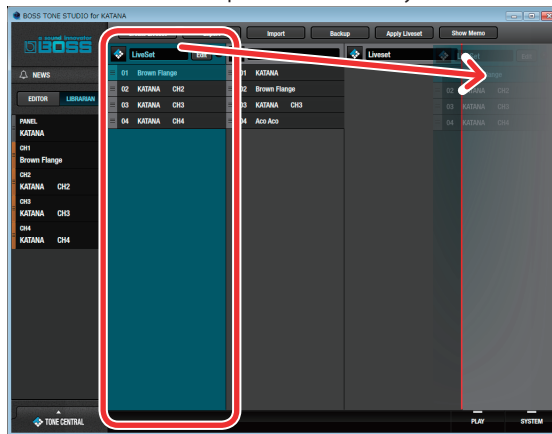 BOSS TONE STUDIO for KATANA
a sound innovator
BOSS
Import
Backup
Apply Liveset
Show Memo
NEWS
EDITOR
LIBRARIAN
PANEL
KATANA
CH1
Brown Flange
CH2
KATANA CH2
CH3
KATANA CH3
CH4
KATANA CH4
LiveSet
Edit
01 Brown Flange
02 KATANA CH2
03 KATANA CH3
04 KATANA CH4
01 KATANA
02 Brown Flange
03 KATANA CH3
04 Aco Aco
Liveset
02 KATANA CH2
03 KATANA CH3
04 KATANA CH4
TONE CENTRAL
PLAY
SYSTEM